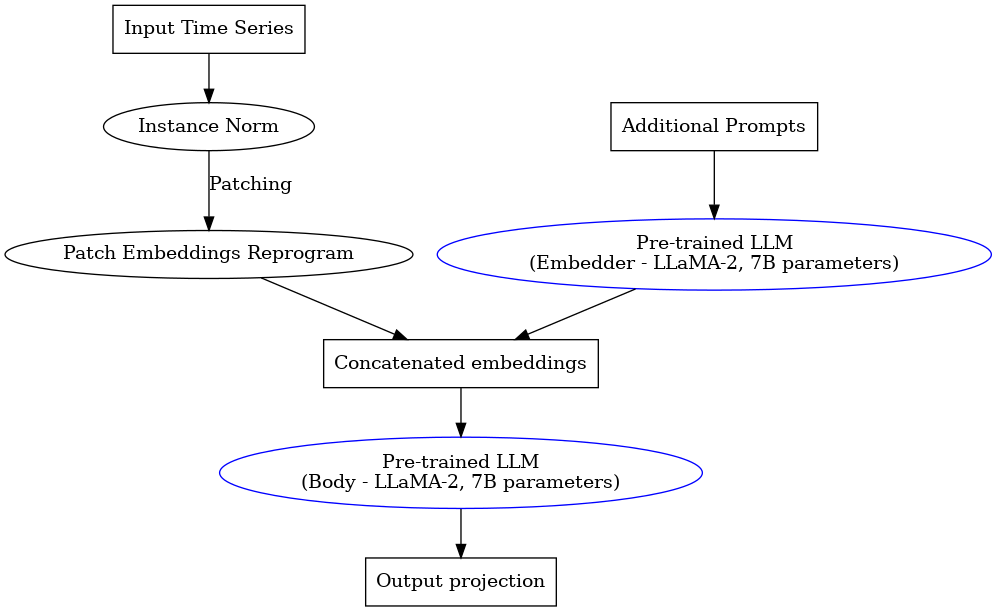 Input Time Series
Instance Norm
Additional Prompts
Patching
Patch Embeddings Reprogram
Pre-trained LLM
(Embedder - LLaMA-2, 7B parameters)
Concatenated embeddings
Pre-trained LLM
(Body - LLaMA-2, 7B parameters)
Output projection